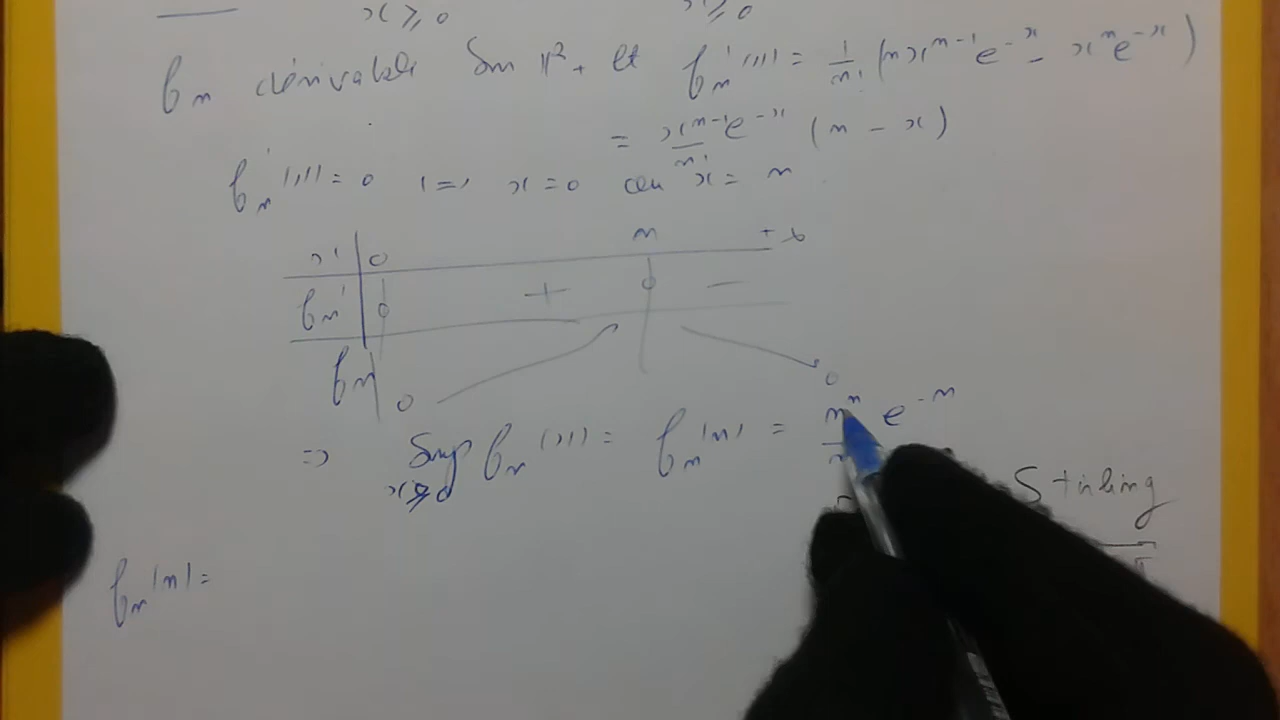 x ⩾ 0 x ⩾ 0
fn dérivable sur ℝ+ et fn'(x) = 1/n! (n x^(n-1) e^-x - x^n e^-x)
= x^(n-1) e^-x / n! (n - x)
fn'(x) = 0 <=> x = 0 ou x = n
x 0 n +∞
fn' 0 + 0 -
fn 0 0
=> Sup fn(x) = fn(n) = n^n e^-n
x⩾0
Stirling
fn(n) =